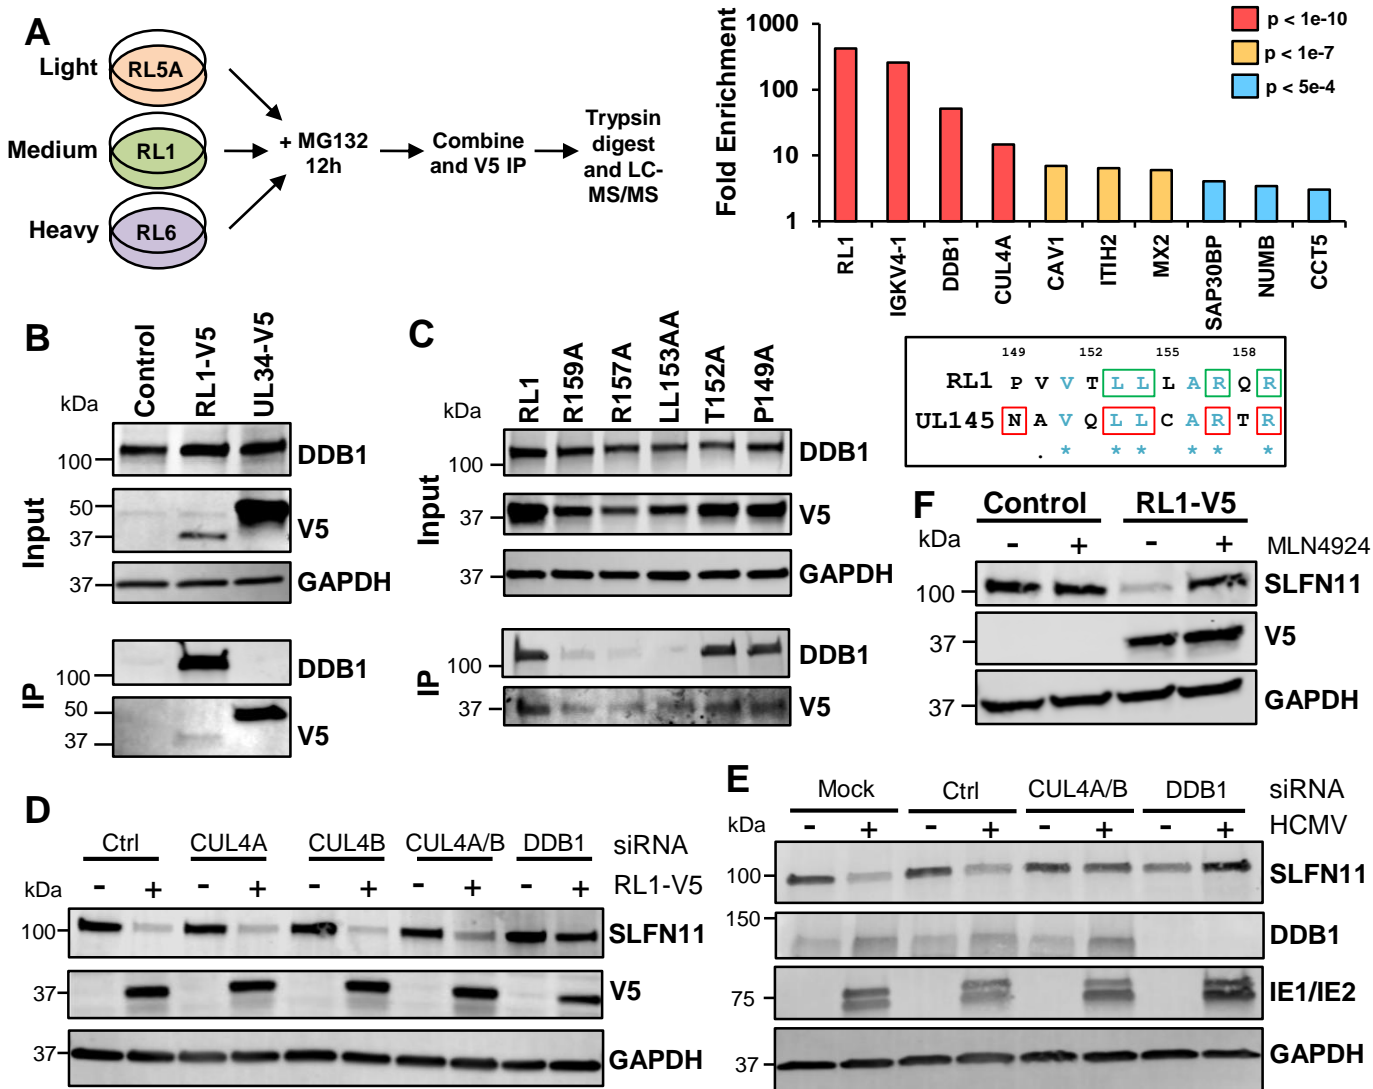 A
Light
RL5A
Medium
RL1
Heavy
RL6
+ MG132
12h
Combine
and V5 IP
Trypsin
digest
and LC-
MS/MS
Fold Enrichment
1000
100
10
1
p < 1e-10
p < 1e-7
p < 5e-4
RL1
IGKV4-1
DDB1
CUL4A
CAV1
ITIH2
MX2
SAP30BP
NUMB
CCT5
B
kDa
Control
RL1-V5
UL34-V5
Input
100
DDB1
50
37
V5
37
GAPDH
IP
100
DDB1
50
37
V5
C
kDa
RL1
R159A
R157A
LL153AA
T152A
P149A
Input
100
DDB1
37
V5
37
GAPDH
IP
100
DDB1
37
V5
149 152 155 158
RL1 P V V T L L L A R Q R
UL145 N A V Q L L C A R T R
. * * * * * *
F
Control RL1-V5
kDa
- + - + MLN4924
100 SLFN11
37 V5
37 GAPDH
D
Ctrl CUL4A CUL4B CUL4A/B DDB1 siRNA
kDa - + - + - + - + - + RL1-V5
100 SLFN11
37 V5
37 GAPDH
E
Mock Ctrl CUL4A/B DDB1 siRNA
kDa - + - + - + - + HCMV
100 SLFN11
150 DDB1
75 IE1/IE2
37 GAPDH